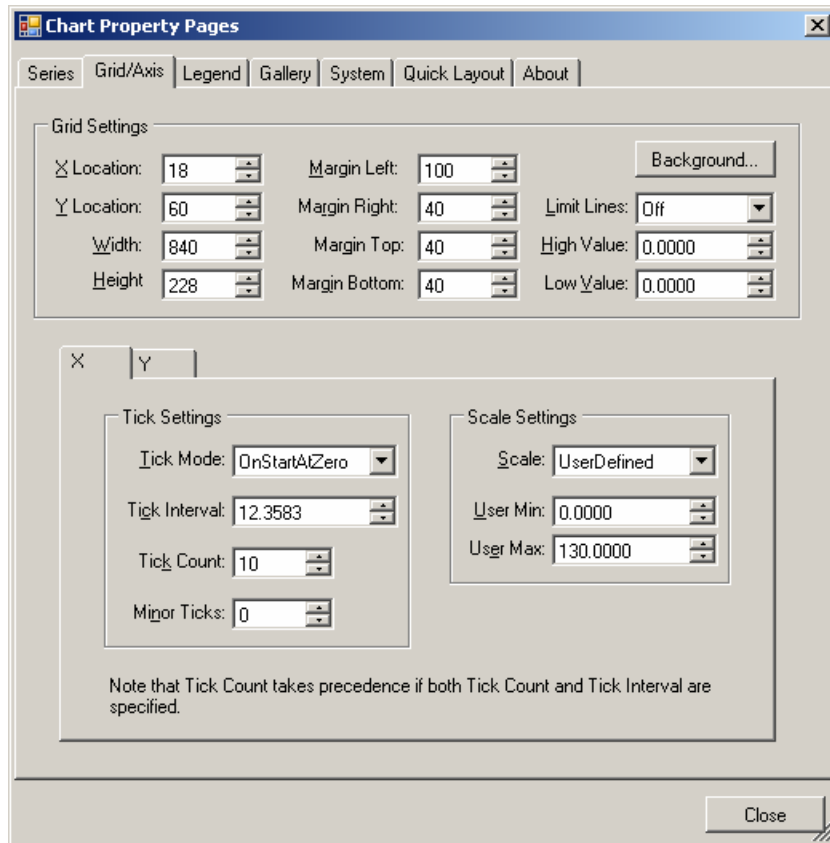 Chart Property Pages
Series Grid/Axis Legend Gallery System Quick Layout About
Grid Settings
X Location: 18 Margin Left: 100 Background...
Y Location: 60 Margin Right: 40 Limit Lines: Off
Width: 840 Margin Top: 40 High Value: 0.0000
Height 228 Margin Bottom: 40 Low Value: 0.0000
X Y
Tick Settings Scale Settings
Tick Mode: OnStartAtZero Scale: UserDefined
Tick Interval: 12.3583 User Min: 0.0000
Tick Count: 10 User Max: 130.0000
Minor Ticks: 0
Note that Tick Count takes precedence if both Tick Count and Tick Interval are
specified.
Close